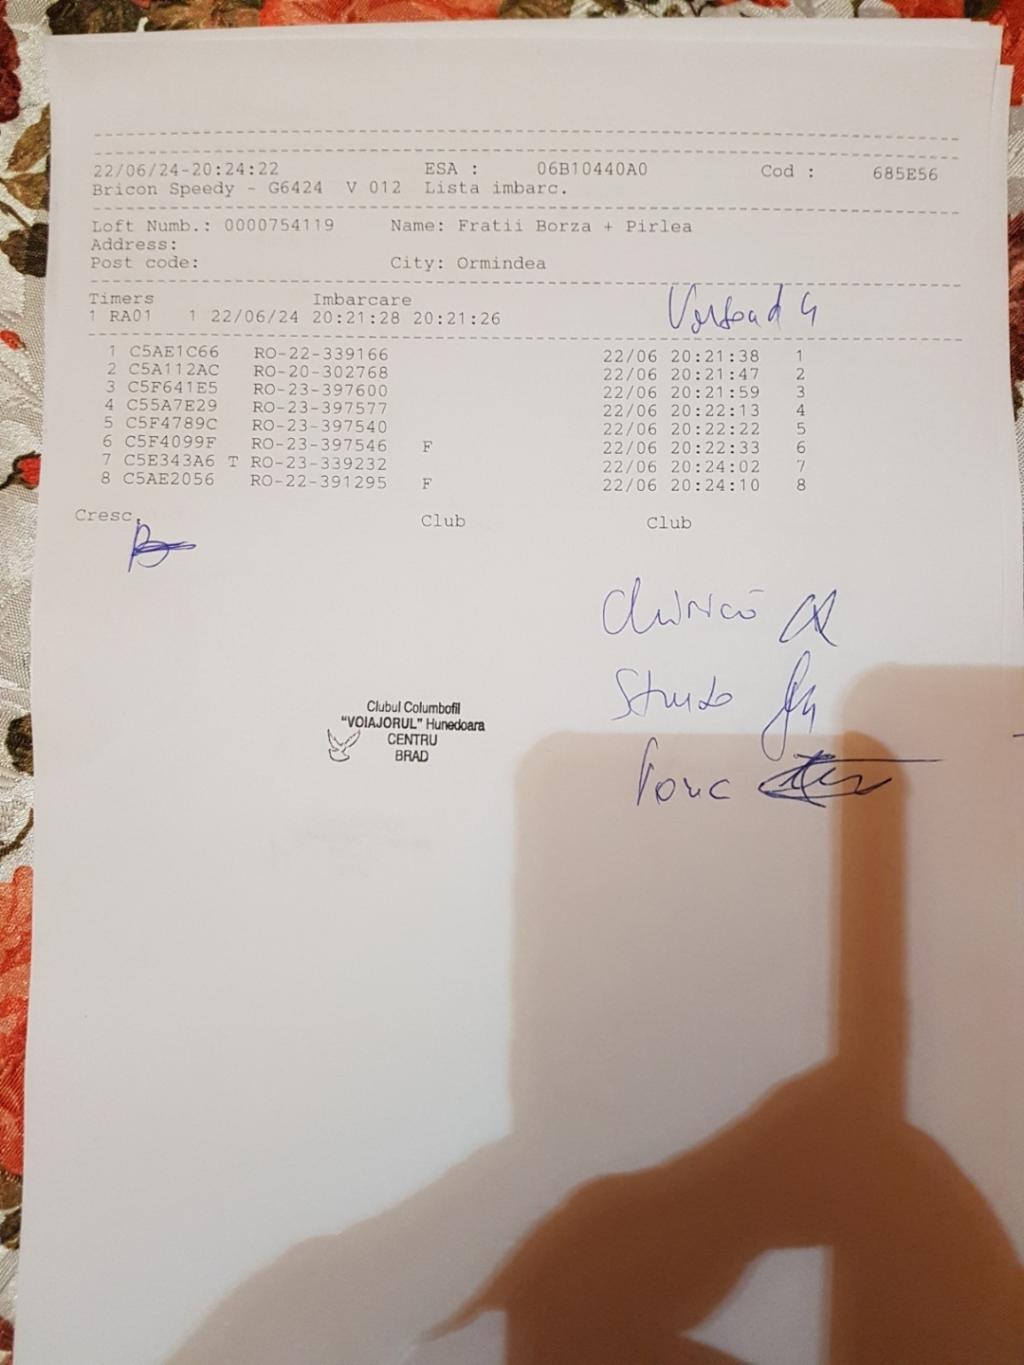 22/06/24-20:24:22 ESA : 06B10440A0 Cod : 685E56
Bricon Speedy - G6424 V 012 Lista imbarc.
Loft Numb.: 0000754119 Name: Fratii Borza + Pirlea
Address:
Post code: City: Ormindea
Timers Imbarcare
1 RA01 1 22/06/24 20:21:28 20:21:26
4
1 C5AE1C66 RO-22-339166 22/06 20:21:38 1
2 C5A112AC RO-20-302768 22/06 20:21:47 2
3 C5F641E5 RO-23-397600 22/06 20:21:59 3
4 C55A7E29 RO-23-397577 22/06 20:22:13 4
5 C5F4789C RO-23-397540 22/06 20:22:22 5
6 C5F4099F RO-23-397546 F 22/06 20:22:33 6
7 C5E343A6 T RO-23-339232 22/06 20:24:02 7
8 C5AE2056 RO-22-391295 F 22/06 20:24:10 8
Cresc. Club Club
Clubul Columbofil
"VOIAJORUL" Hunedoara
CENTRU
BRAD